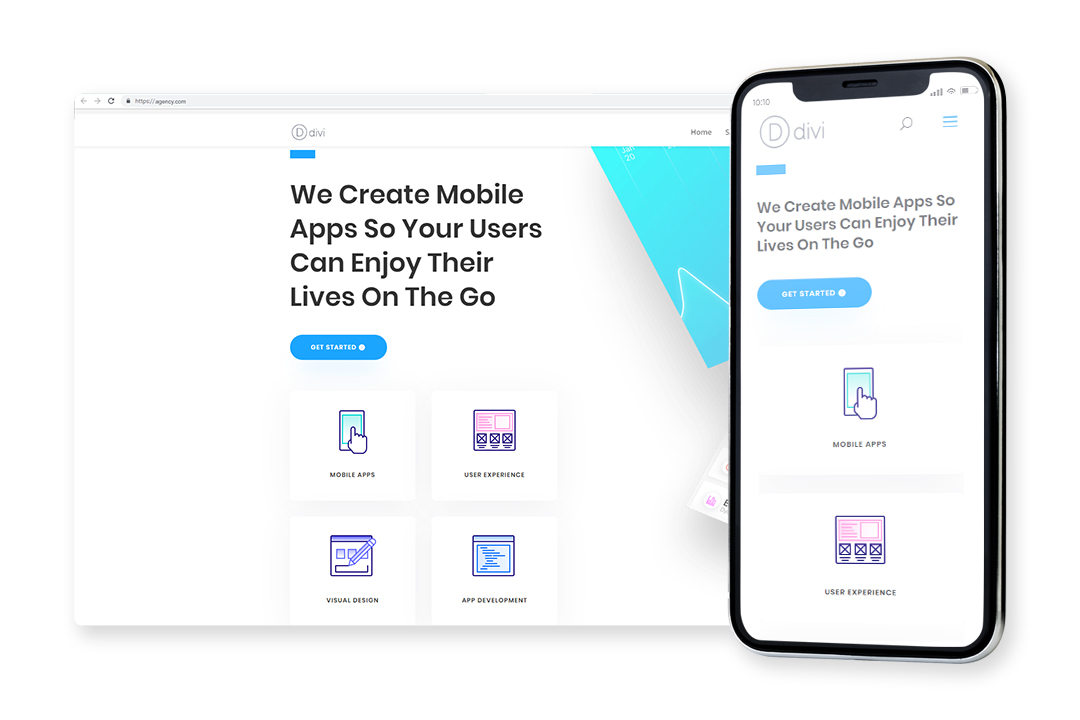 https://agency.com
D divi
Home
We Create Mobile
Apps So Your Users
Can Enjoy Their
Lives On The Go
GET STARTED
MOBILE APPS
USER EXPERIENCE
VISUAL DESIGN
APP DEVELOPMENT
10:10
D divi
We Create Mobile Apps So
Your Users Can Enjoy Their
Lives On The Go
GET STARTED
MOBILE APPS
USER EXPERIENCE